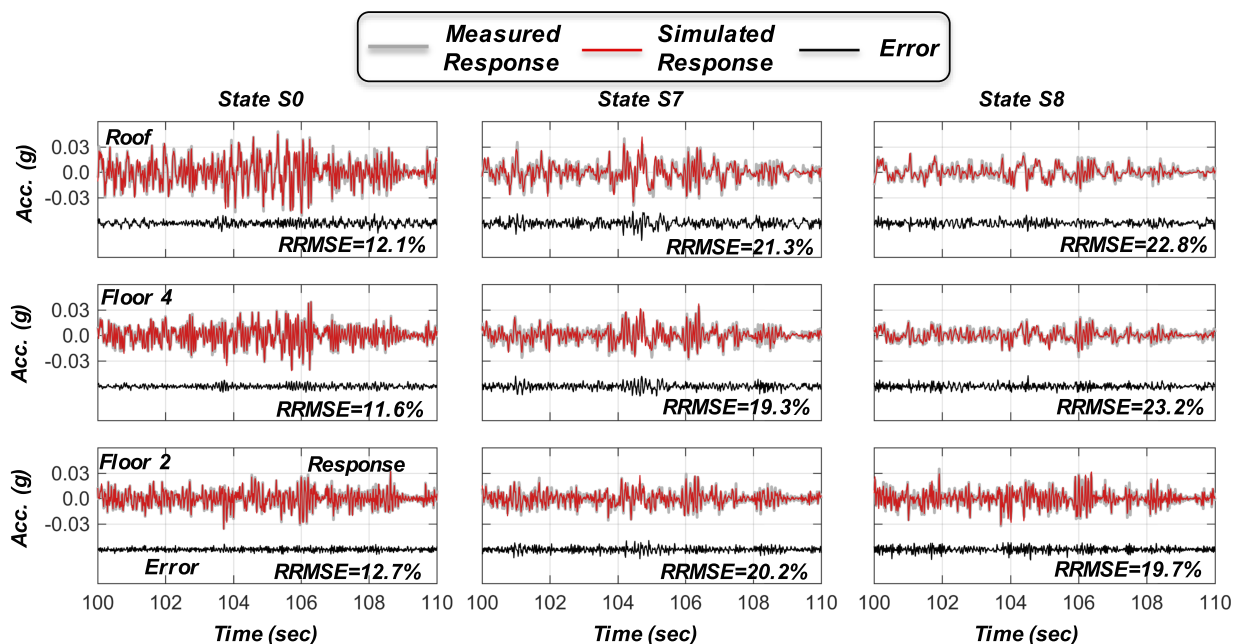 Measured Response
Simulated Response
Error
State S0
State S7
State S8
Acc. (g)
0.03
0.0
-0.03
Roof
RRMSE=12.1%
RRMSE=21.3%
RRMSE=22.8%
Acc. (g)
0.03
0.0
-0.03
Floor 4
RRMSE=11.6%
RRMSE=19.3%
RRMSE=23.2%
Acc. (g)
0.03
0.0
-0.03
Floor 2
Response
Error
RRMSE=12.7%
RRMSE=20.2%
RRMSE=19.7%
100 102 104 106 108 110
100 102 104 106 108 110
100 102 104 106 108 110
Time (sec)
Time (sec)
Time (sec)